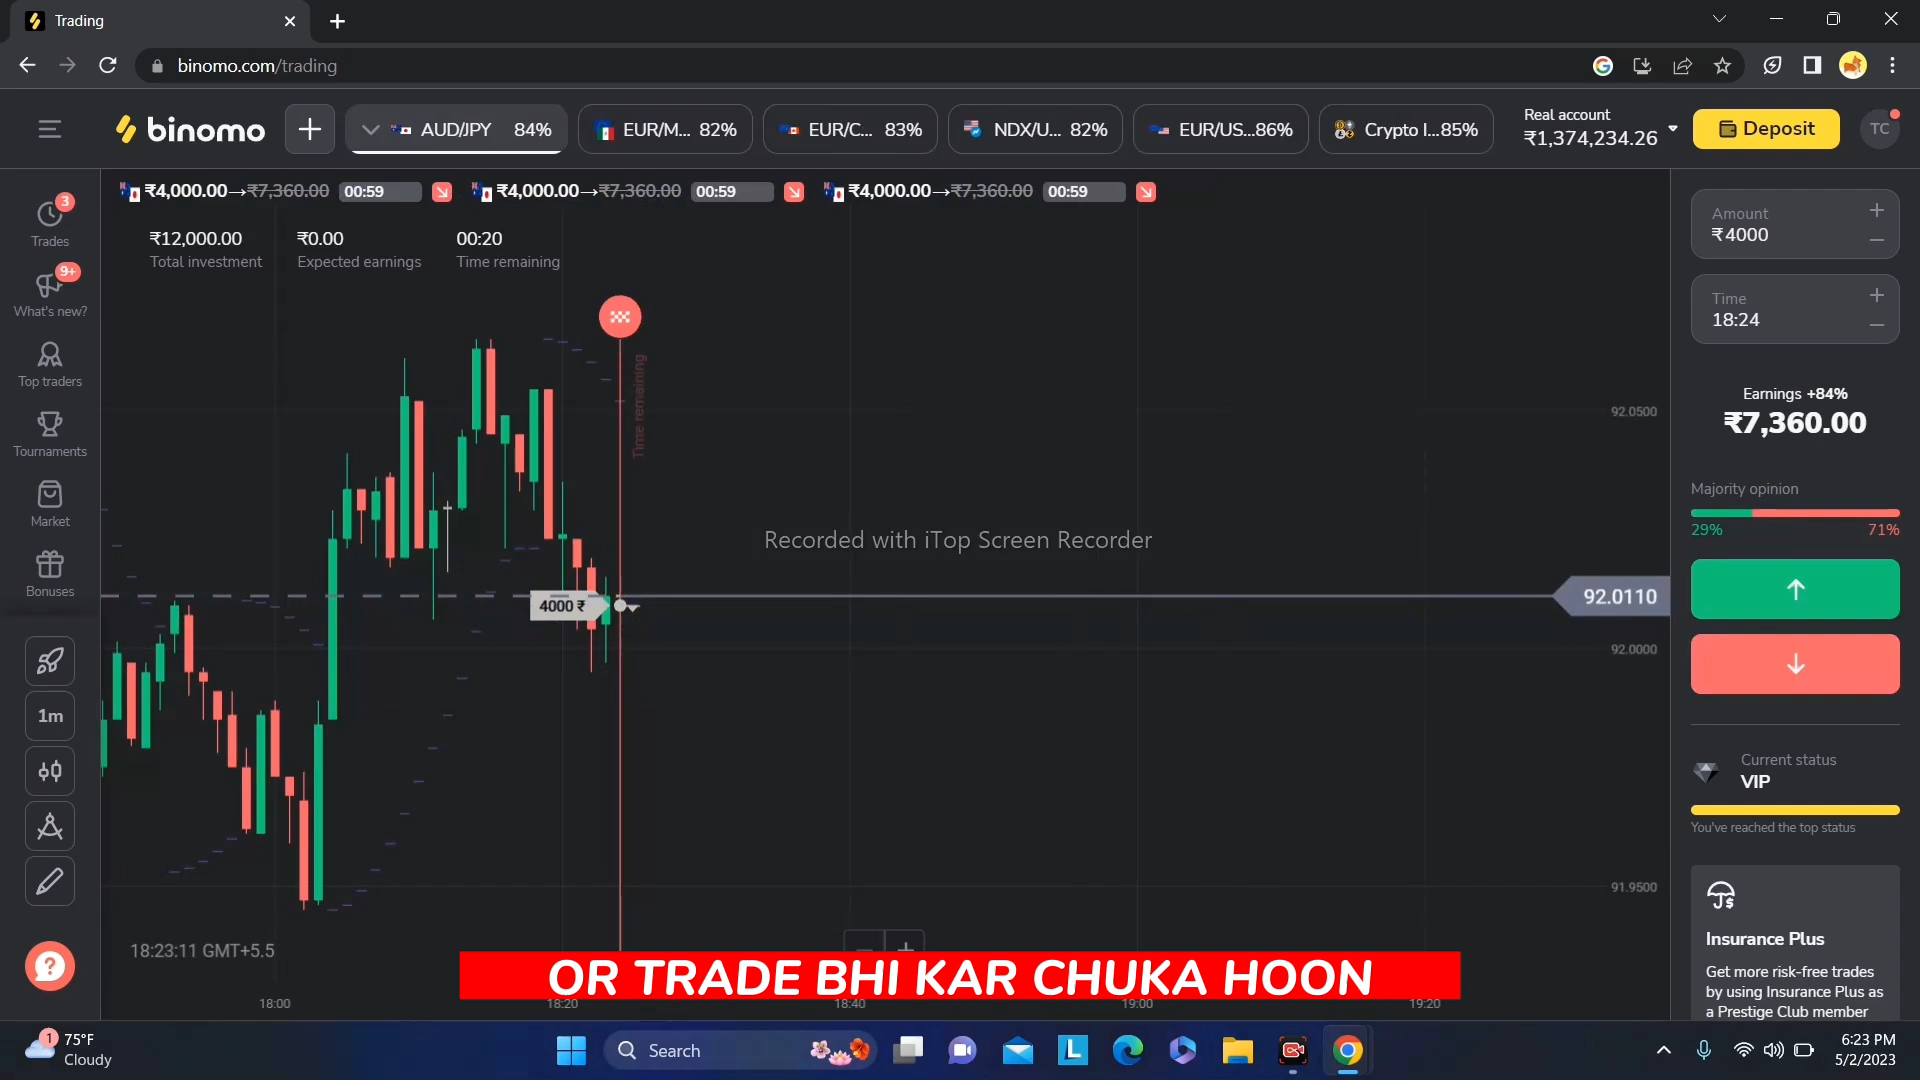 Trading
binomo.com/trading
binomo
AUD/JPY 84%
EUR/M... 82%
EUR/C... 83%
NDX/U... 82%
EUR/US...86%
Crypto I...85%
Real account
₹1,374,234.26
Deposit
TC
₹4,000.00→₹7,360.00 00:59
₹4,000.00→₹7,360.00 00:59
₹4,000.00→₹7,360.00 00:59
₹12,000.00
Total investment
₹0.00
Expected earnings
00:20
Time remaining
3
Trades
9+
What's new?
Top traders
Tournaments
Market
Bonuses
1m
Time remaining
Recorded with iTop Screen Recorder
4000 ₹
92.0500
92.0110
92.0000
91.9500
18:23:11 GMT+5.5
OR TRADE BHI KAR CHUKA HOON
18:00
18:20
18:40
19:00
19:20
Amount
₹4000
Time
18:24
Earnings +84%
₹7,360.00
Majority opinion
29% 71%
Current status
VIP
You've reached the top status
Insurance Plus
Get more risk-free trades
by using Insurance Plus as
a Prestige Club member
1
75°F
Cloudy
Search
L
6:23 PM
5/2/2023